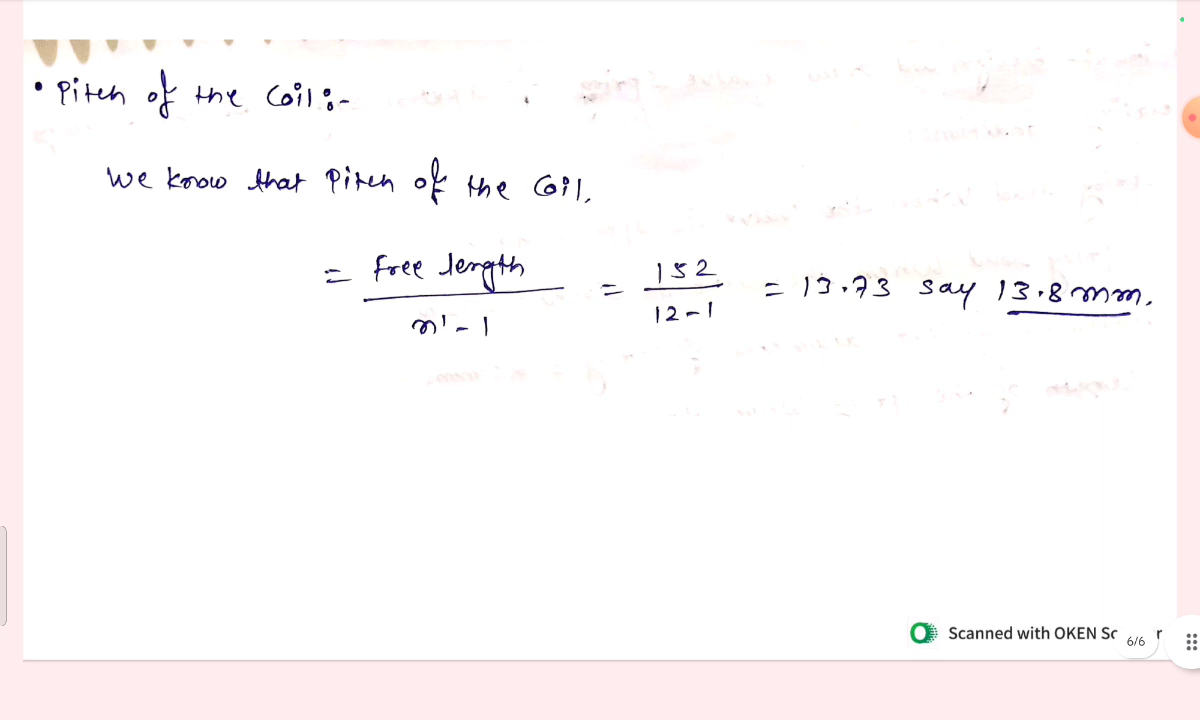 • Pitch of the Coil :-
We know that Pitch of the Coil,
= free length / n' - 1 = 152 / 12 - 1 = 13.73 say 13.8 mm.
Scanned with OKEN Sc r
6/6